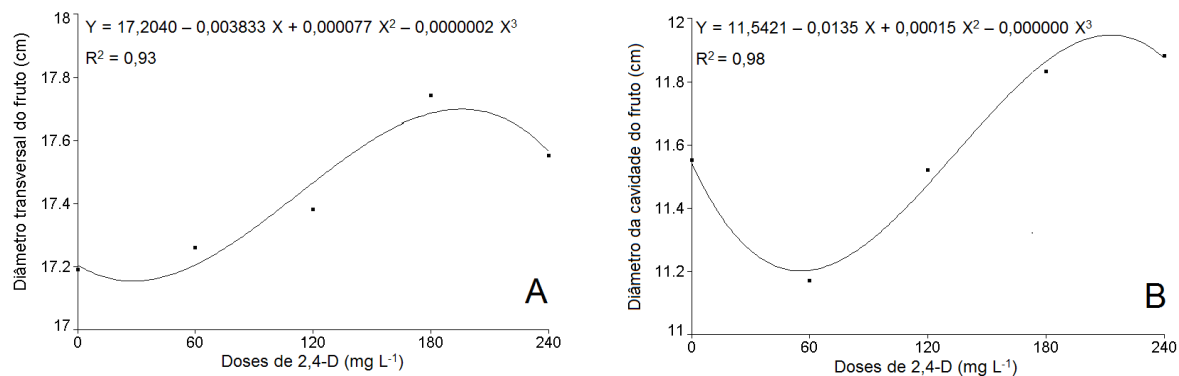 Y = 17,2040 – 0,003833 X + 0,000077 X² – 0,0000002 X³
R² = 0,93
Diâmetro transversal do fruto (cm)
18
17.8
17.6
17.4
17.2
17
0
60
120
180
240
Doses de 2,4-D (mg L⁻¹)
A
Y = 11,5421 – 0,0135 X + 0,00015 X² – 0,000000 X³
R² = 0,98
Diâmetro da cavidade do fruto (cm)
12
11.8
11.6
11.4
11.2
11
0
60
120
180
240
Doses de 2,4-D (mg L⁻¹)
B